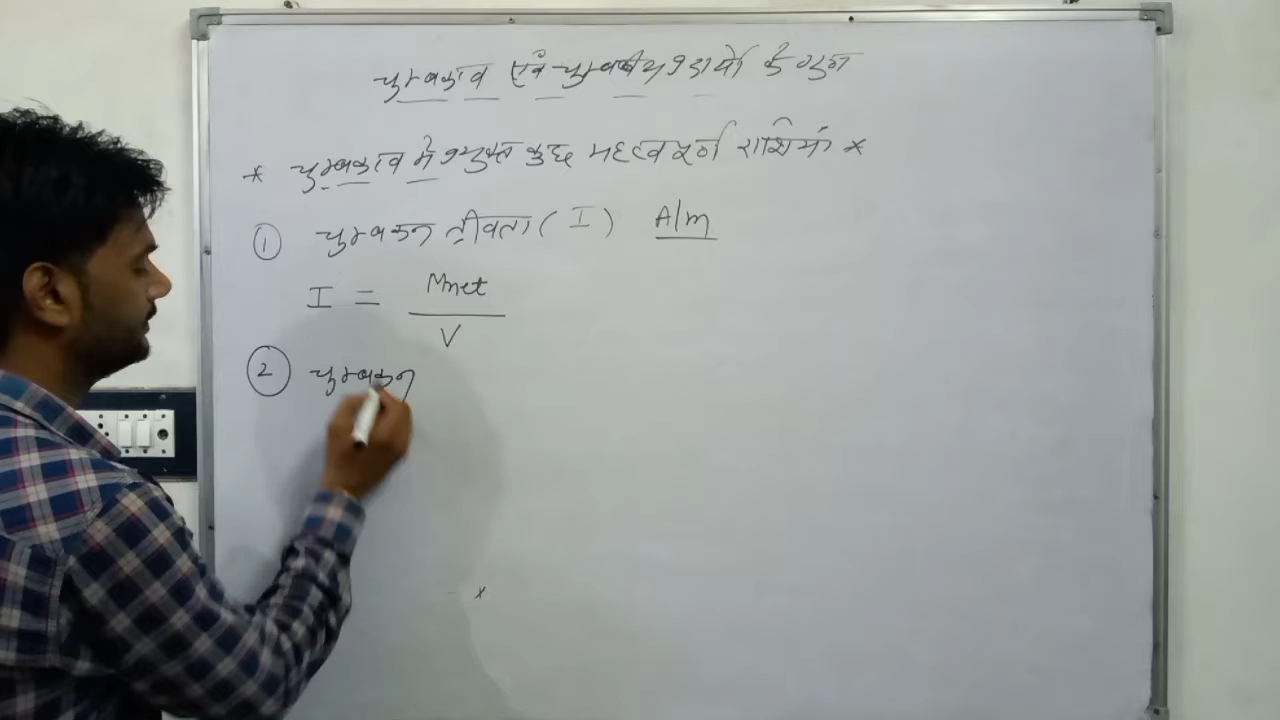 चुम्बकत्व एवं चुम्बकीय पदार्थो के गुण
* चुम्बकत्व में प्रयुक्त कुछ महत्वपूर्ण राशियां *
① चुम्बकन तीव्रता ( I ) A/m
I = Mnet / V
② चुम्बकन
x